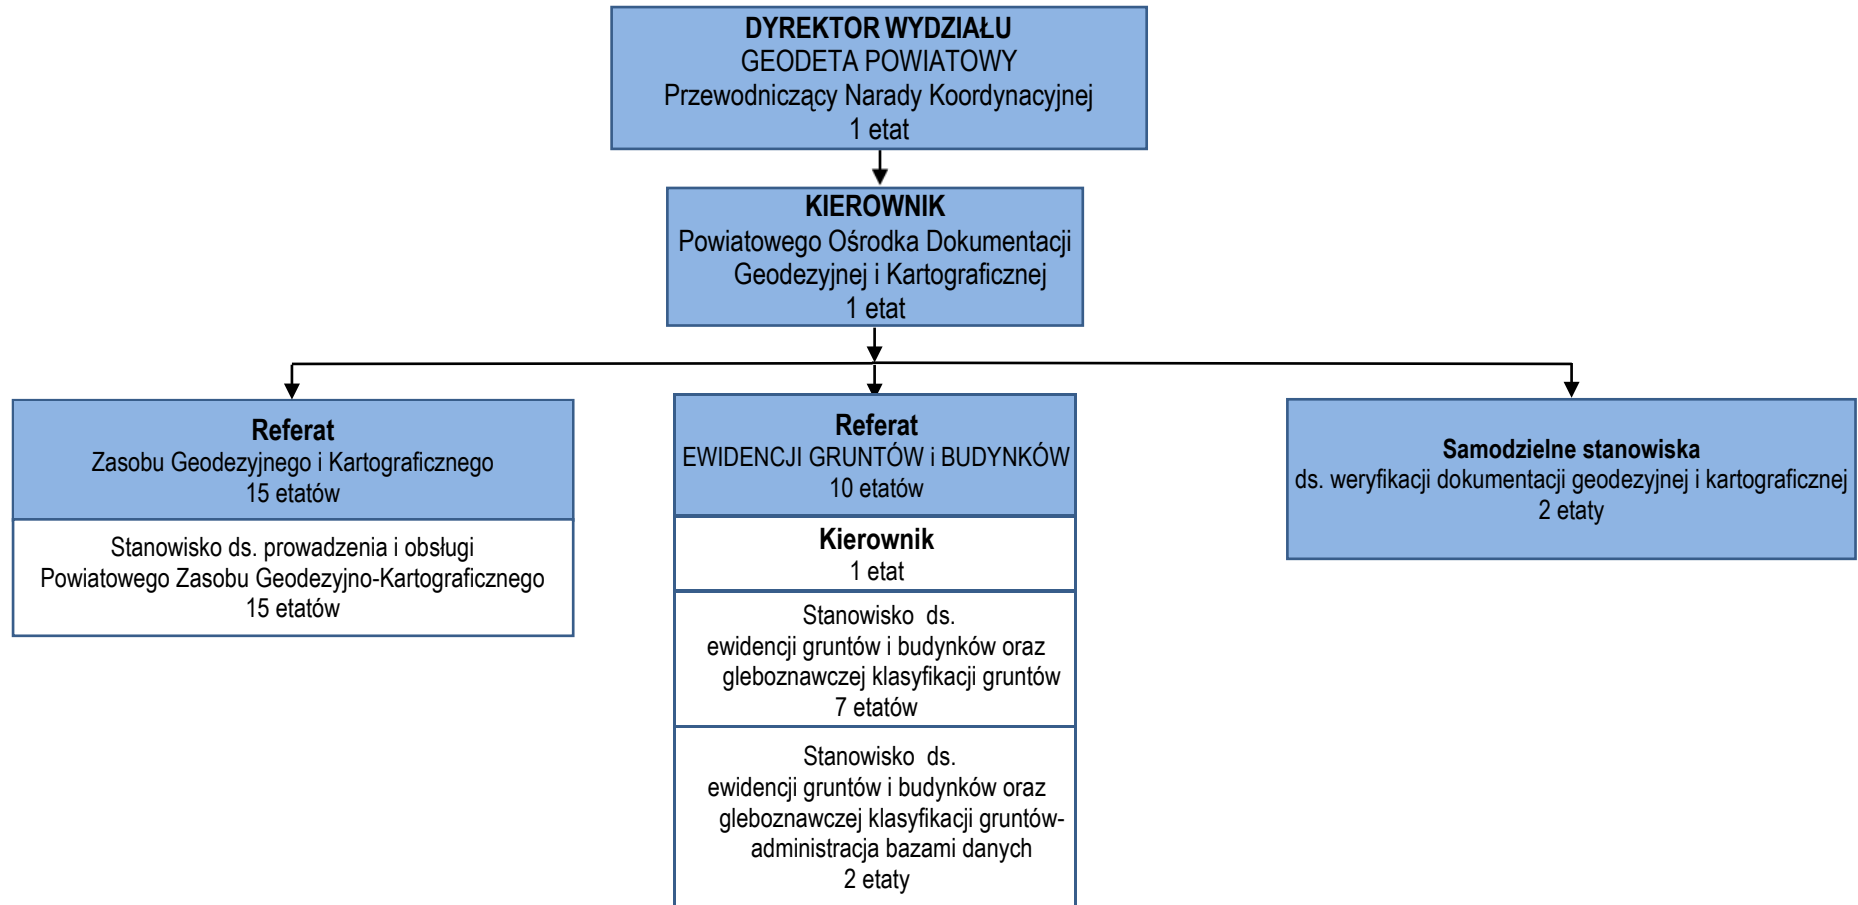 DYREKTOR WYDZIAŁU
GEODETA POWIATOWY
Przewodniczący Narady Koordynacyjnej
1 etat
KIEROWNIK
Powiatowego Ośrodka Dokumentacji
Geodezyjnej i Kartograficznej
1 etat
Referat
Zasobu Geodezyjnego i Kartograficznego
15 etatów
Stanowisko ds. prowadzenia i obsługi
Powiatowego Zasobu Geodezyjno-Kartograficznego
15 etatów
Referat
EWIDENCJI GRUNTÓW i BUDYNKÓW
10 etatów
Kierownik
1 etat
Stanowisko ds.
ewidencji gruntów i budynków oraz
gleboznawczej klasyfikacji gruntów
7 etatów
Stanowisko ds.
ewidencji gruntów i budynków oraz
gleboznawczej klasyfikacji gruntów-
administracja bazami danych
2 etaty
Samodzielne stanowiska
ds. weryfikacji dokumentacji geodezyjnej i kartograficznej
2 etaty